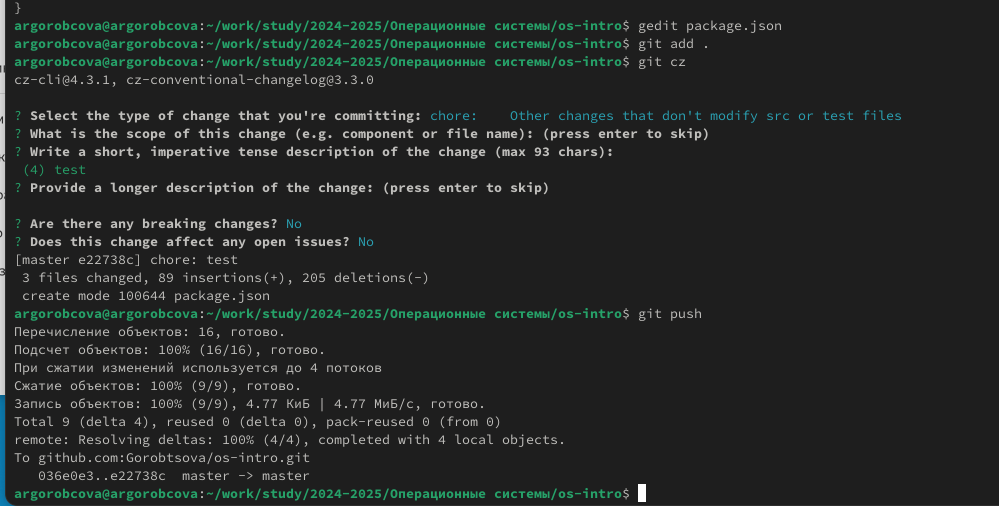 }
argorobcova@argorobcova:~/work/study/2024-2025/Операционные системы/os-intro$ gedit package.json
argorobcova@argorobcova:~/work/study/2024-2025/Операционные системы/os-intro$ git add .
argorobcova@argorobcova:~/work/study/2024-2025/Операционные системы/os-intro$ git cz
cz-cli@4.3.1, cz-conventional-changelog@3.3.0
? Select the type of change that you're committing: chore:    Other changes that don't modify src or test files
? What is the scope of this change (e.g. component or file name): (press enter to skip)
? Write a short, imperative tense description of the change (max 93 chars):
(4) test
? Provide a longer description of the change: (press enter to skip)
? Are there any breaking changes? No
? Does this change affect any open issues? No
[master e22738c] chore: test
3 files changed, 89 insertions(+), 205 deletions(-)
create mode 100644 package.json
argorobcova@argorobcova:~/work/study/2024-2025/Операционные системы/os-intro$ git push
Перечисление объектов: 16, готово.
Подсчет объектов: 100% (16/16), готово.
При сжатии изменений используется до 4 потоков
Сжатие объектов: 100% (9/9), готово.
Запись объектов: 100% (9/9), 4.77 КиБ | 4.77 МиБ/с, готово.
Total 9 (delta 4), reused 0 (delta 0), pack-reused 0 (from 0)
remote: Resolving deltas: 100% (4/4), completed with 4 local objects.
To github.com:Gorobtsova/os-intro.git
036e0e3..e22738c  master -> master
argorobcova@argorobcova:~/work/study/2024-2025/Операционные системы/os-intro$